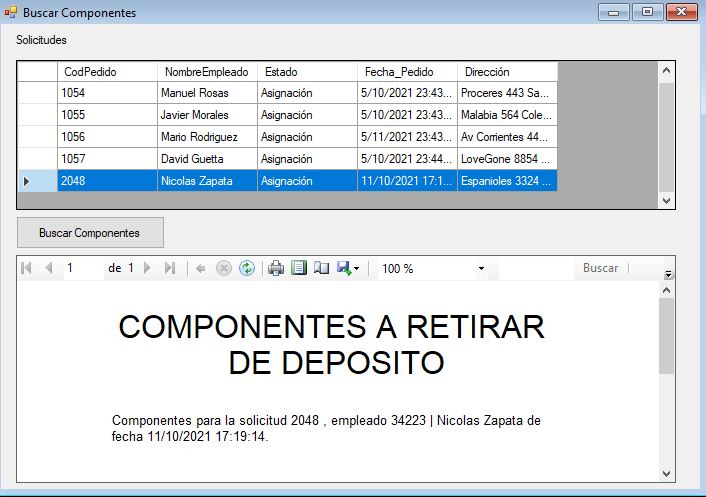 Buscar Componentes
Solicitudes
CodPedido NombreEmpleado Estado Fecha_Pedido Dirección
1054 Manuel Rosas Asignación 5/10/2021 23:43... Proceres 443 Sa...
1055 Javier Morales Asignación 5/10/2021 23:43... Malabia 564 Cole...
1056 Mario Rodriguez Asignación 5/11/2021 23:43... Av Corrientes 44...
1057 David Guetta Asignación 5/10/2021 23:44... LoveGone 8854 ...
2048 Nicolas Zapata Asignación 11/10/2021 17:1... Espanioles 3324 ...
Buscar Componentes
1 de 1 100 % Buscar
COMPONENTES A RETIRAR
DE DEPOSITO
Componentes para la solicitud 2048 , empleado 34223 | Nicolas Zapata de
fecha 11/10/2021 17:19:14.